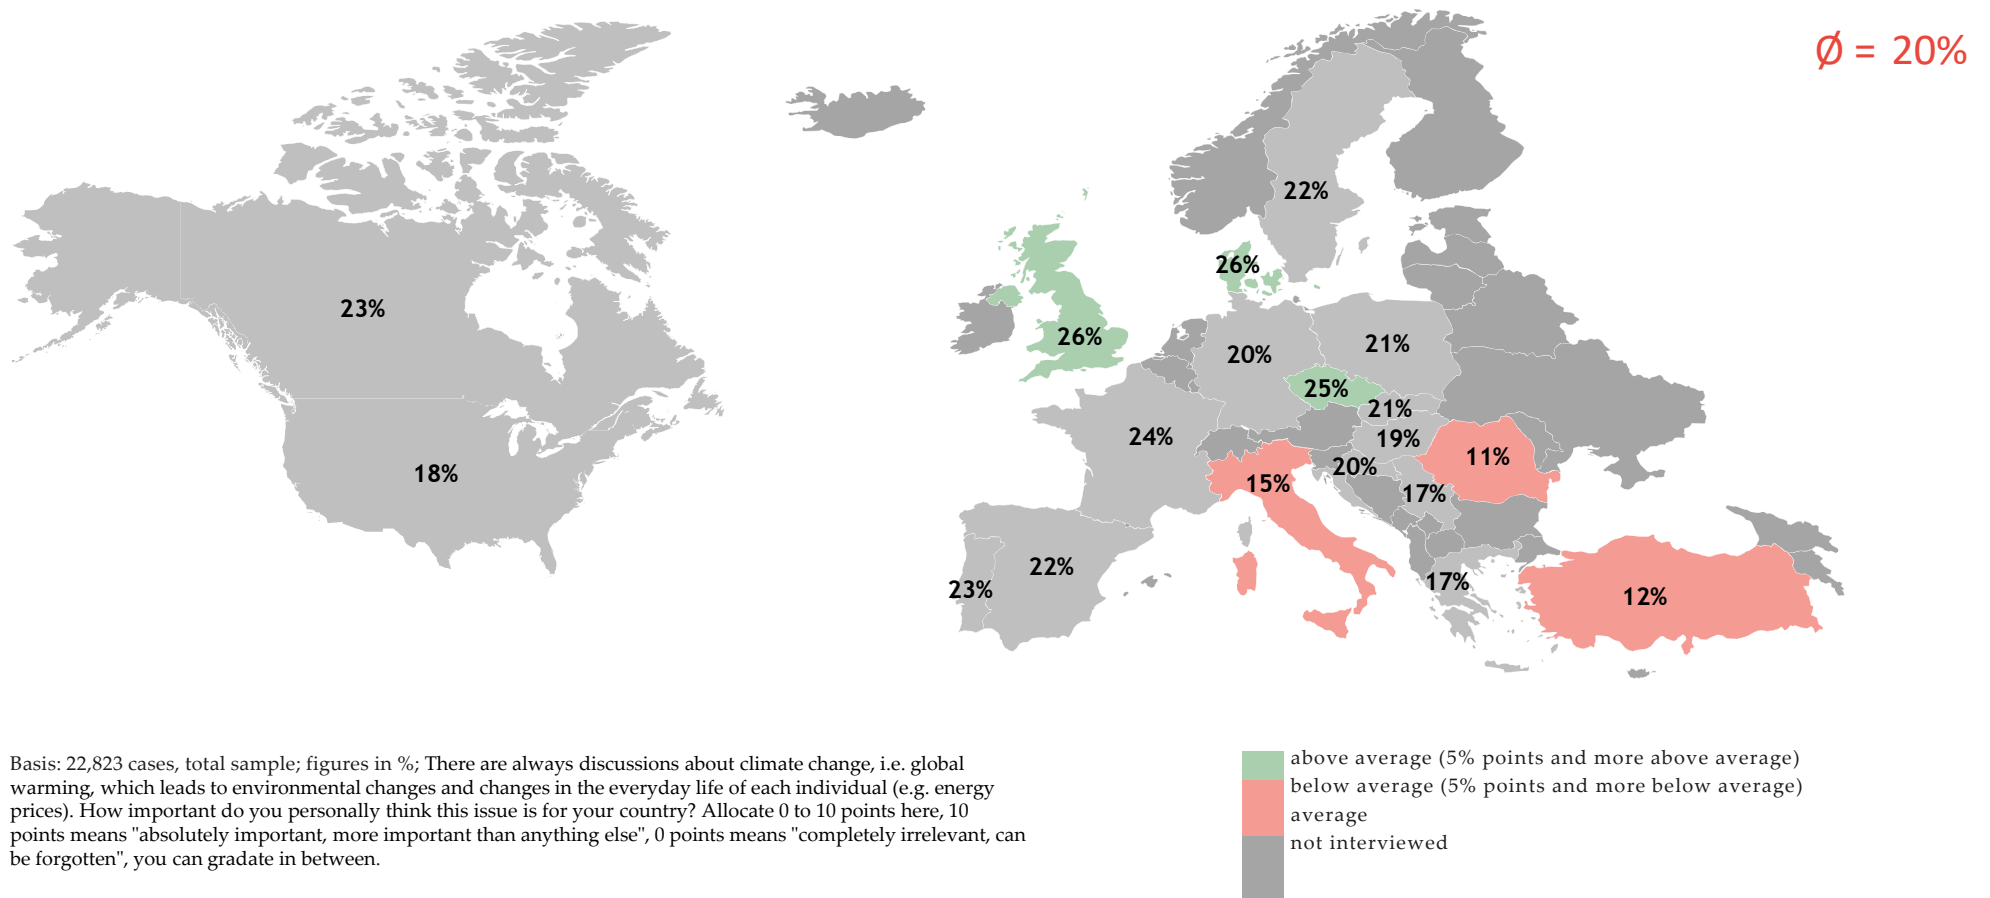 Ø = 20%
22%
26%
23%
26%
21%
20%
25%
21%
24%
19%
11%
20%
18%
15%
17%
22%
17%
23%
12%
Basis: 22,823 cases, total sample; figures in %; There are always discussions about climate change, i.e. global
warming, which leads to environmental changes and changes in the everyday life of each individual (e.g. energy
prices). How important do you personally think this issue is for your country? Allocate 0 to 10 points here, 10
points means "absolutely important, more important than anything else", 0 points means "completely irrelevant, can
be forgotten", you can gradate in between.
above average (5% points and more above average)
below average (5% points and more below average)
average
not interviewed